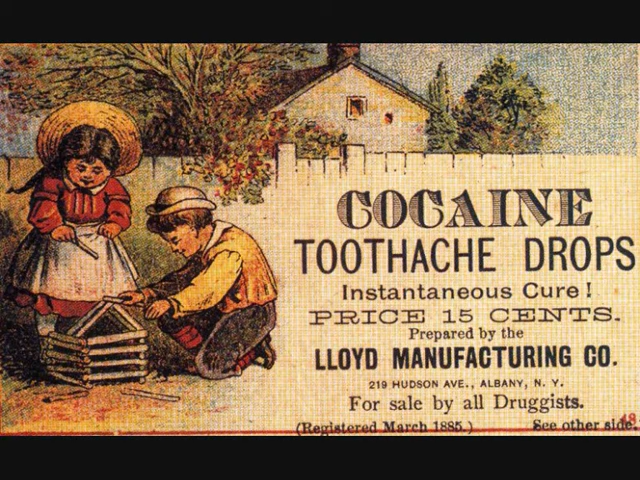 COCAINE
TOOTHACHE DROPS
Instantaneous Cure!
PRICE 15 CENTS.
Prepared by the
LLOYD MANUFACTURING CO.
219 HUDSON AVE., ALBANY, N. Y.
For sale by all Druggists.
(Registered March 1885.) See other side.